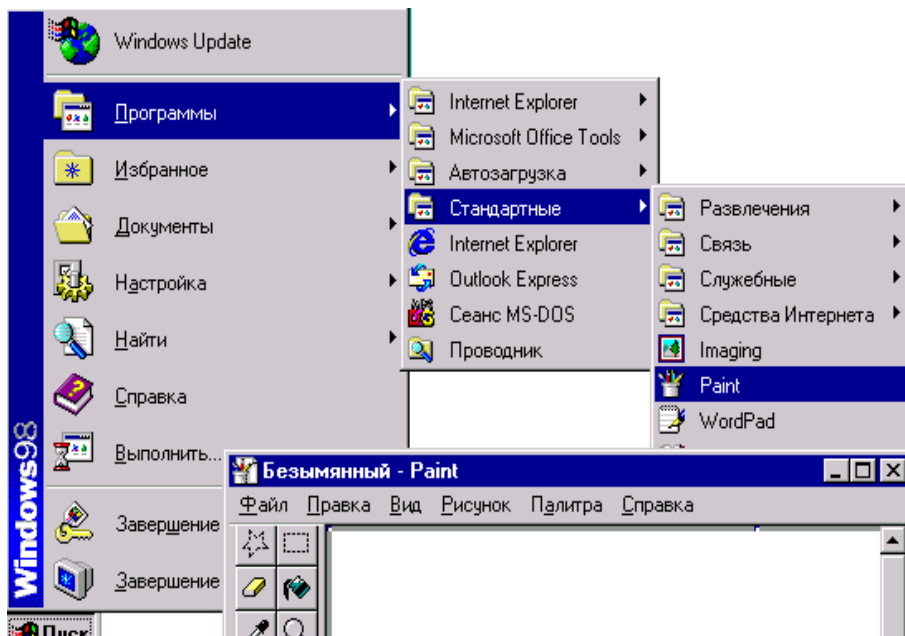 Windows Update
Программы
Избранное
Документы
Настройка
Найти
Справка
Выполнить...
Завершение
Завершение
Windows98
Пуск
Internet Explorer
Microsoft Office Tools
Автозагрузка
Стандартные
Internet Explorer
Outlook Express
Сеанс MS-DOS
Проводник
Развлечения
Связь
Служебные
Средства Интернета
Imaging
Paint
WordPad
Безымянный - Paint
Файл Правка Вид Рисунок Палитра Справка